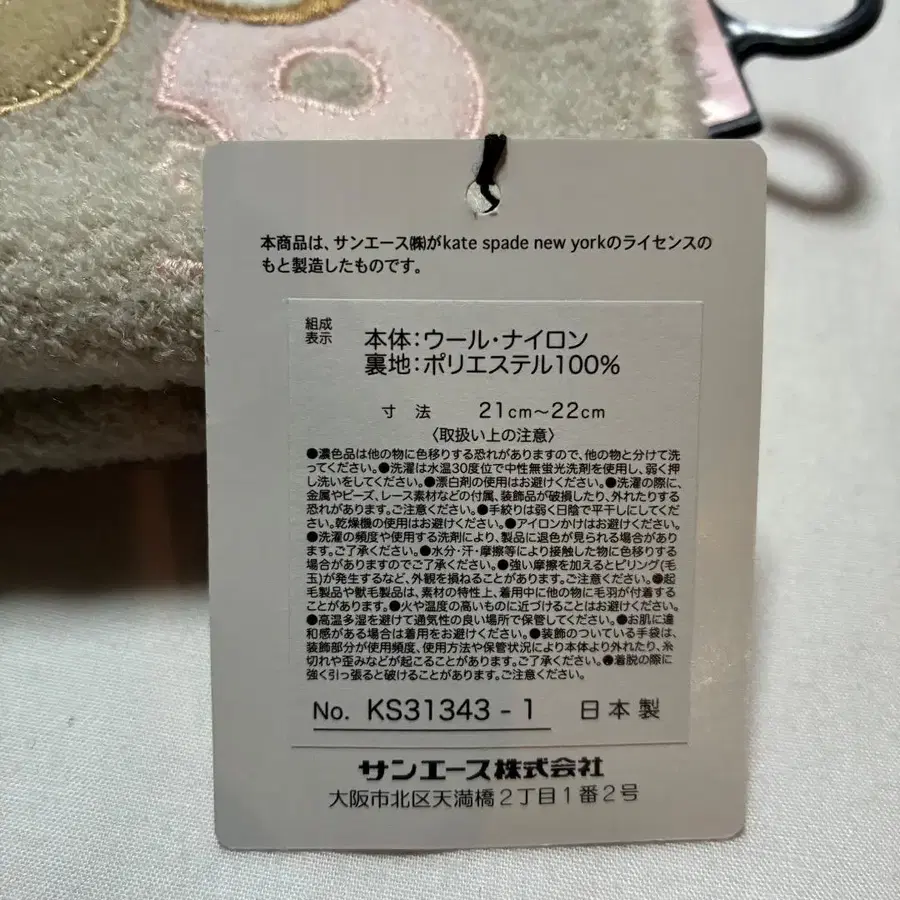 本商品は、サンエース㈱がkate spade new yorkのライセンスの
もと製造したものです。
組成
表示
本体：ウール・ナイロン
裏地：ポリエステル100%
寸 法 21cm～22cm
〈取扱い上の注意〉
●濃色品は他の物に色移りする恐れがありますので、他の物と分けて洗
ってください。●洗濯は水温30度位で中性無蛍光洗剤を使用し、弱く押
し洗いをしてください。●漂白剤の使用はお避けください。●洗濯の際に、
金属やビーズ、レース素材などの付属、装飾品が破損したり、外れたりする
恐れがあります。ご注意ください。●手絞りは弱く日陰で平干しにしてくだ
さい。乾燥機の使用はお避けください。●アイロンかけはお避けください。
●洗濯の頻度や使用する洗剤により、製品に退色が見られる場合があり
ます。ご了承ください。●水分・汗・摩擦等により接触した物に色移りする
場合がありますのでご了承ください。●強い摩擦を加えるとピリング(毛
玉)が発生するなど、外観を損ねることがあります。ご注意ください。●起
毛製品や獣毛製品は、素材の特性上、着用中に他の物に毛羽が付着する
ことがあります。●火や温度の高いものに近づけることはお避けください。
●高温多湿を避けて通気性の良い場所で保管してください。●お肌に違
和感がある場合は着用をお避けください。●装飾のついている手袋は、
装飾部分が使用頻度、使用方法や保管状況により本体より外れたり、糸
切れや歪みなどが起こることがあります。ご了承ください。●着脱の際に
強く引っ張ると破けることがあります。ご注意ください。
No. KS31343 - 1 日本製
サンエース株式会社
大阪市北区天満橋2丁目1番2号